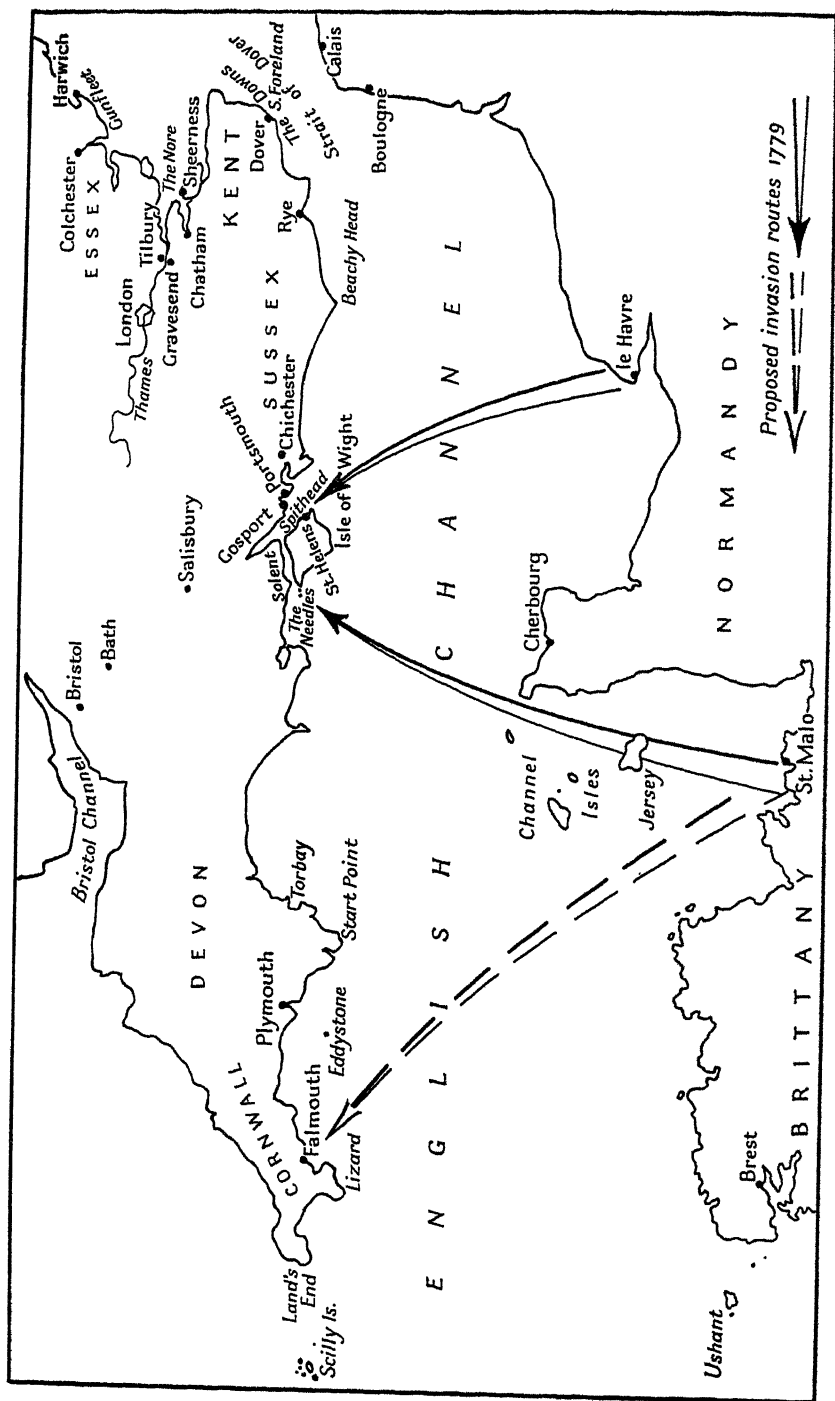 Harwich
Gunfleet
Colchester
ESSEX
The Nore
Tilbury
Sheerness
London
Thames
Gravesend
Chatham
KENT
The Downs
Dover
S. Foreland
Strait of Dover
Calais
Boulogne
Rye
SUSSEX
Beachy Head
Chichester
Portsmouth
Gosport
Spithead
Isle of Wight
St. Helens
Solent
The Needles
Salisbury
Bath
Bristol
Bristol Channel
DEVON
Torbay
Start Point
Plymouth
Eddystone
CORNWALL
Falmouth
Lizard
Land's
End
Scilly Is.
ENGLISH CHANNEL
le Havre
NORMANDY
Cherbourg
Channel
Isles
Jersey
St. Malo
BRITTANY
Brest
Ushant
Proposed invasion routes 1779